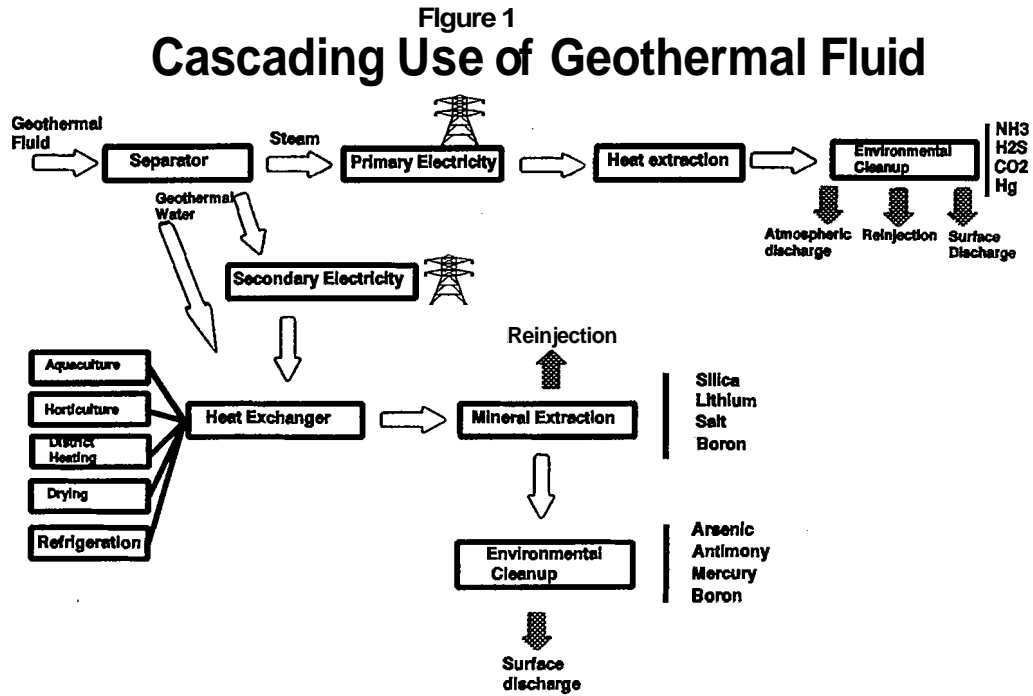 FIgure 1
Cascading Use of Geothermal Fluid
Geothermal
Fluid
Separator
Steam
Primary Electricity
Heat extraction
Environmental
Cleanup
NH3
H2S
CO2
Hg
Atmospheric
discharge
Reinjection
Surface
Discharge
Geothermal
Water
Secondary Electricity
Reinjection
Aquaculture
Horticulture
District
Heating
Drying
Refrigeration
Heat Exchanger
Mineral Extraction
Silica
Lithium
Salt
Boron
Environmental
Cleanup
Arsenic
Antimony
Mercury
Boron
Surface
discharge